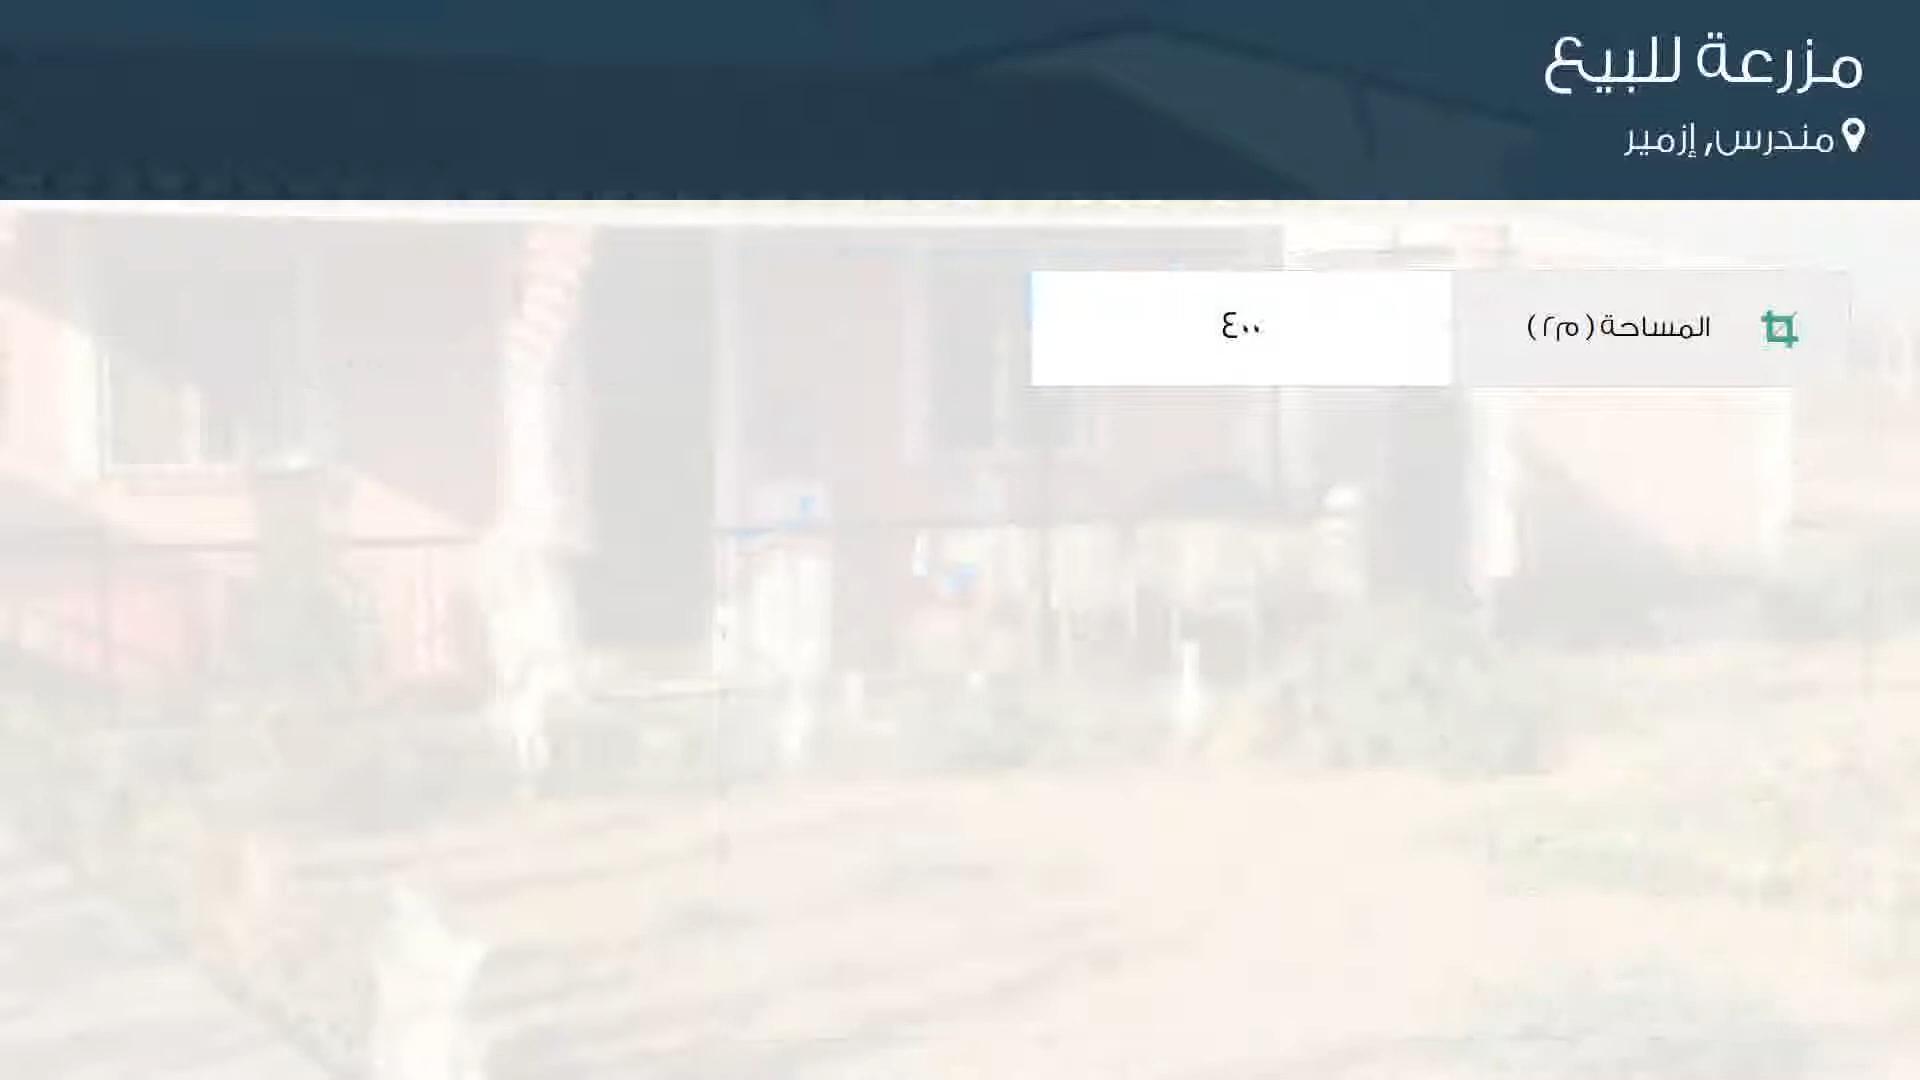 مزرعة للبيع
مندرس, إزمير
المساحة (م٢)
٤٠٠